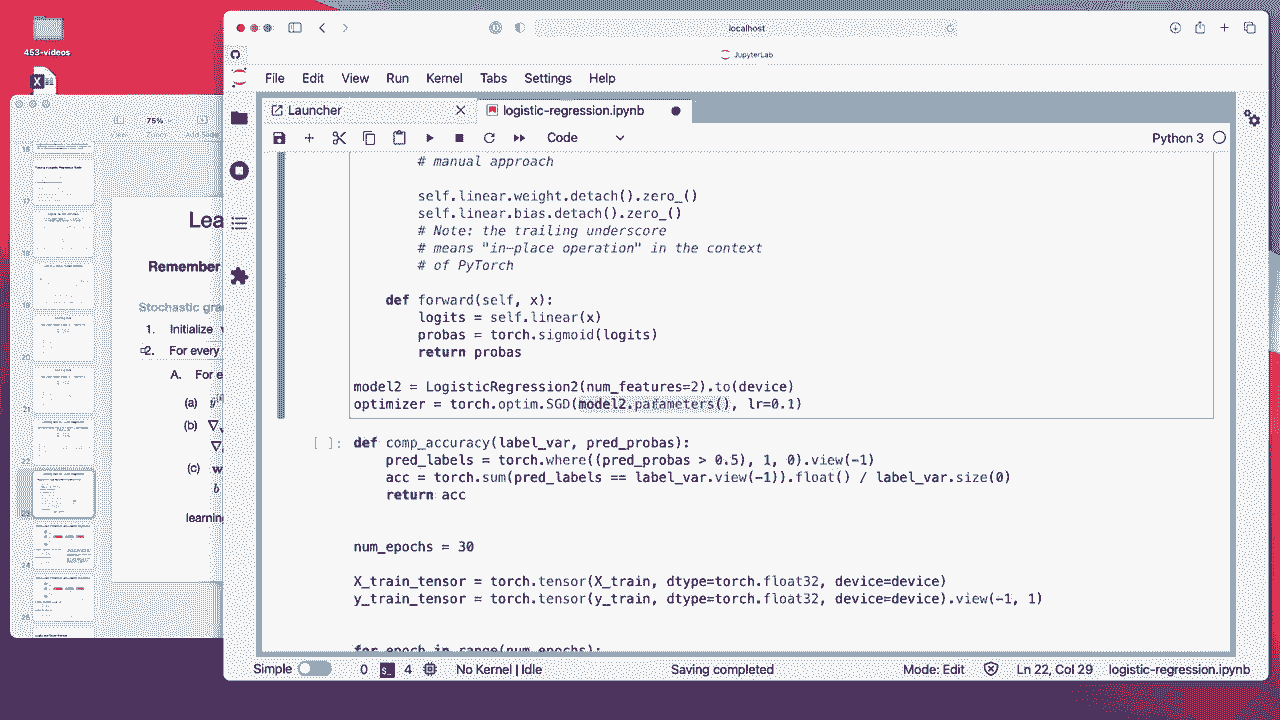 453-videos
localhost
JupyterLab
File Edit View Run Kernel Tabs Settings Help
Launcher
logistic-regression.ipynb
Code
Python 3
75%
# manual approach
self.linear.weight.detach().zero_()
self.linear.bias.detach().zero_()
# Note: the trailing underscore
# means "in-place operation" in the context
# of PyTorch
def forward(self, x):
logits = self.linear(x)
probas = torch.sigmoid(logits)
return probas
model2 = LogisticRegression2(num_features=2).to(device)
optimizer = torch.optim.SGD(model2.parameters(), lr=0.1)
[ ]: def comp_accuracy(label_var, pred_probas):
pred_labels = torch.where((pred_probas > 0.5), 1, 0).view(-1)
acc = torch.sum(pred_labels == label_var.view(-1)).float() / label_var.size(0)
return acc
num_epochs = 30
X_train_tensor = torch.tensor(X_train, dtype=torch.float32, device=device)
y_train_tensor = torch.tensor(y_train, dtype=torch.float32, device=device).view(-1, 1)
for epoch in range(num_epochs):
Simple 0 4 No Kernel | Idle Saving completed Mode: Edit Ln 22, Col 29 logistic-regression.ipynb
Lea
Remember
Stochastic gra
1. Initialize
2. For every
A. For e
(a)
(b)
(c) w
b
learning